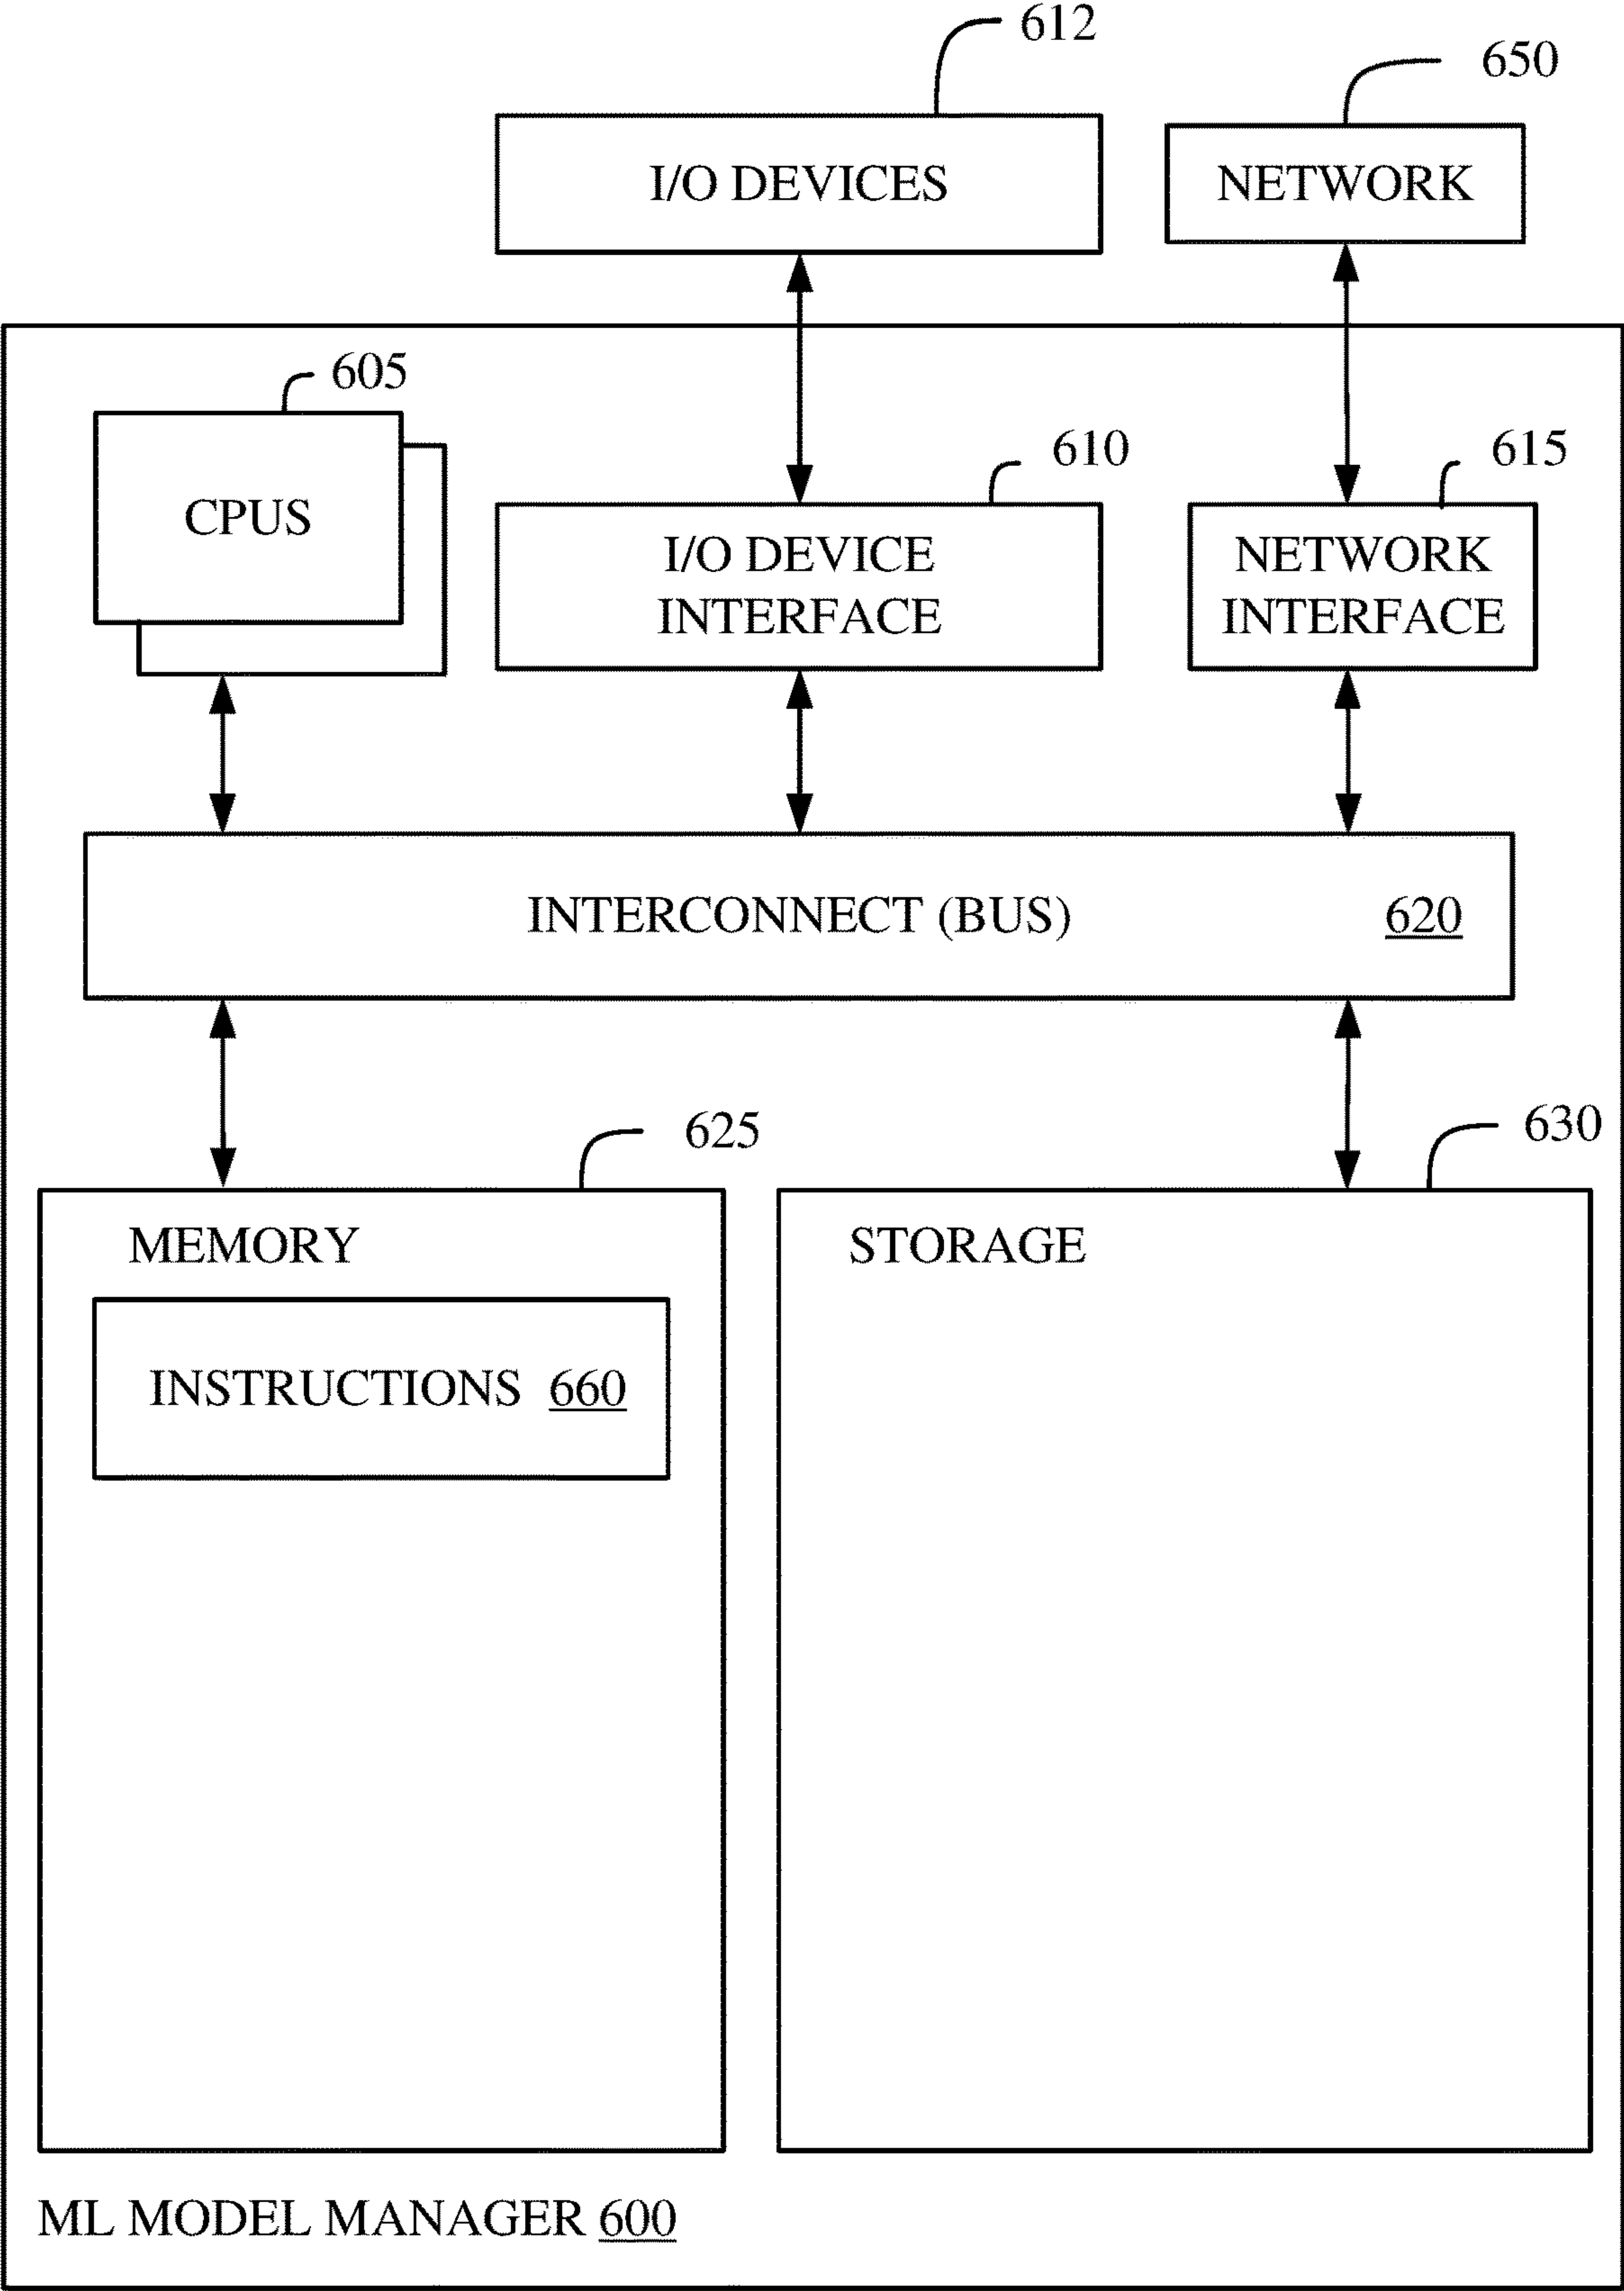 612
650
I/O DEVICES
NETWORK
605
610
615
CPUS
I/O DEVICE
INTERFACE
NETWORK
INTERFACE
INTERCONNECT (BUS) 620
625
630
MEMORY
STORAGE
INSTRUCTIONS 660
ML MODEL MANAGER 600